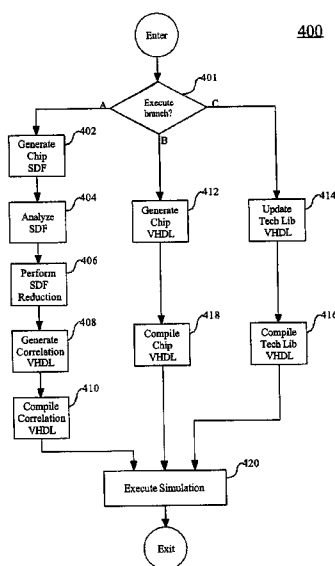 400
Enter
401
Execute
branch?
A
B
C
402
Generate
Chip
SDF
404
Analyze
SDF
406
Perform
SDF
Reduction
408
Generate
Correlation
VHDL
410
Compile
Correlation
VHDL
412
Generate
Chip
VHDL
418
Compile
Chip
VHDL
414
Update
Tech Lib
VHDL
416
Compile
Tech Lib
VHDL
420
Execute Simulation
Exit